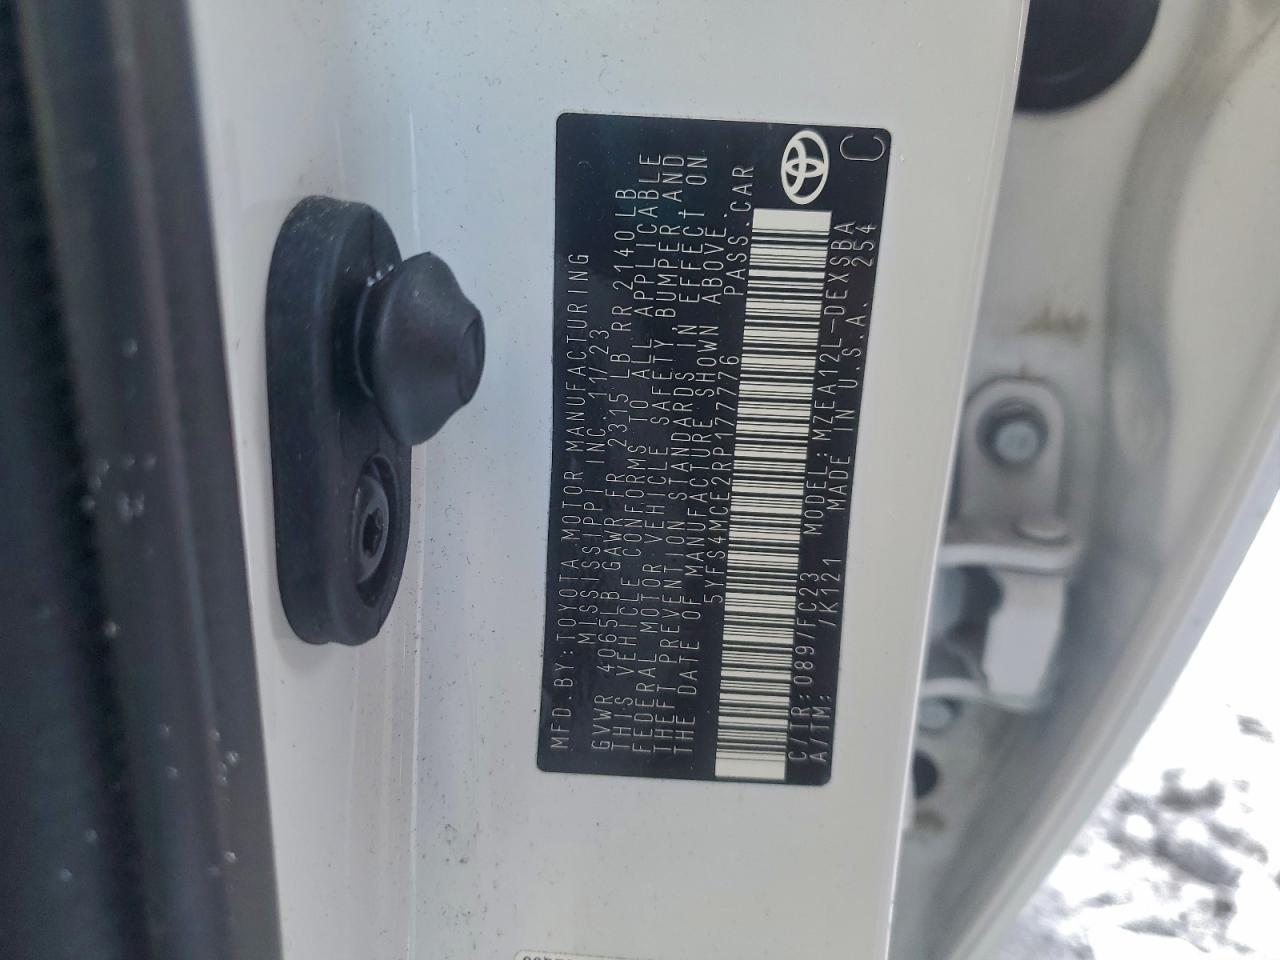 MFD.BY:TOYOTA MOTOR MANUFACTURING
MISSISSIPPI INC. 11/23
GVWR 4065LB GAWR FR 2315 LB RR 2140LB
THIS VEHICLE CONFORMS TO ALL APPLICABLE
FEDERAL MOTOR VEHICLE SAFETY,BUMPER,AND
THEFT PREVENTION STANDARDS IN EFFECT ON
THE DATE OF MANUFACTURE SHOWN ABOVE.
5YFS4MCE2RP177776 PASS.CAR
C/TR:089/FC23 MODEL:MZEA12L-DEXSBA
A/TM: /K121 MADE IN U.S.A. 254
C